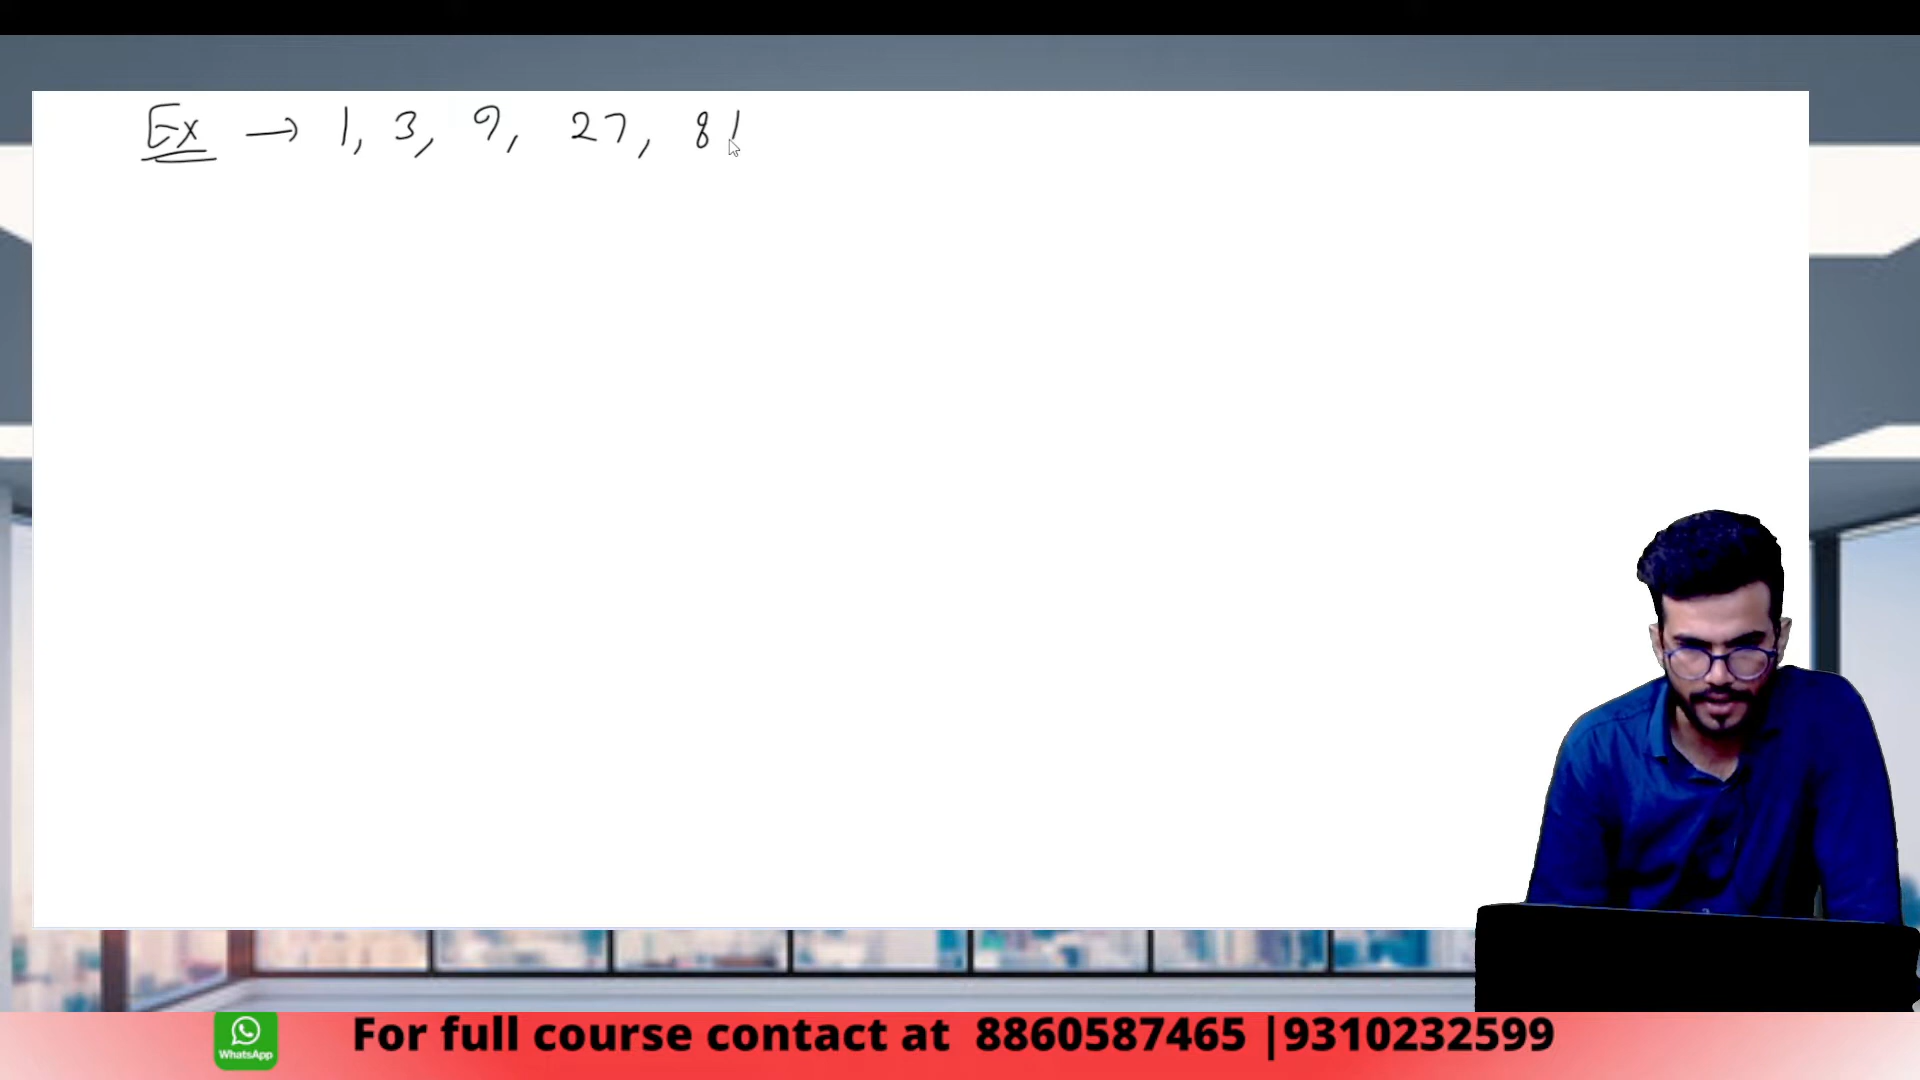 Ex → 1, 3, 9, 27, 81
WhatsApp
For full course contact at 8860587465 |9310232599